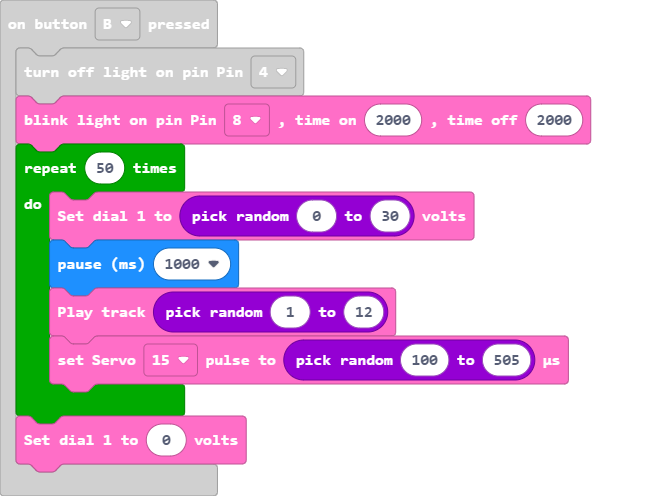 on button B pressed
turn off light on pin Pin 4
blink light on pin Pin 8 , time on 2000 , time off 2000
repeat 50 times
do
Set dial 1 to pick random 0 to 30 volts
pause (ms) 1000
Play track pick random 1 to 12
set Servo 15 pulse to pick random 100 to 505 μs
Set dial 1 to 0 volts